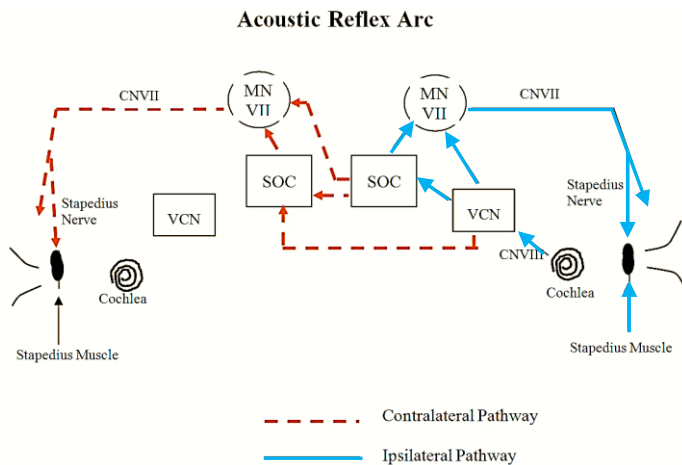 Acoustic Reflex Arc
MN
VII
MN
VII
CNVII
CNVII
SOC
SOC
VCN
VCN
Stapedius
Nerve
Stapedius
Nerve
CNVIII
Cochlea
Cochlea
Stapedius Muscle
Stapedius Muscle
Contralateral Pathway
Ipsilateral Pathway